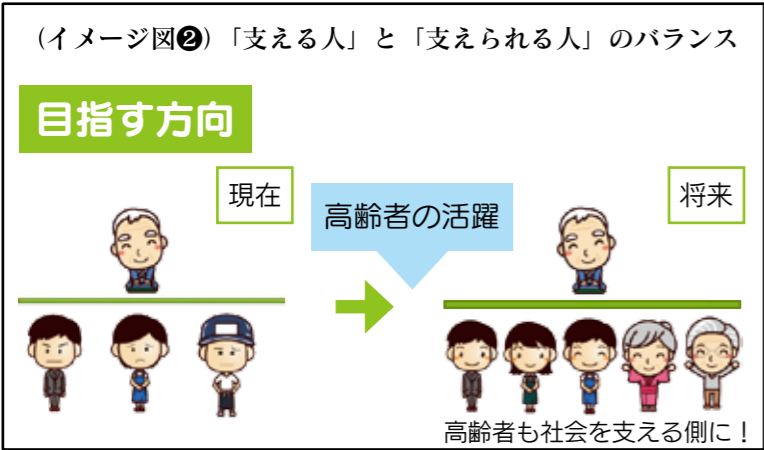 (イメージ図❷)「支える人」と「支えられる人」のバランス
目指す方向
現在
高齢者の活躍
将来
高齢者も社会を支える側に！